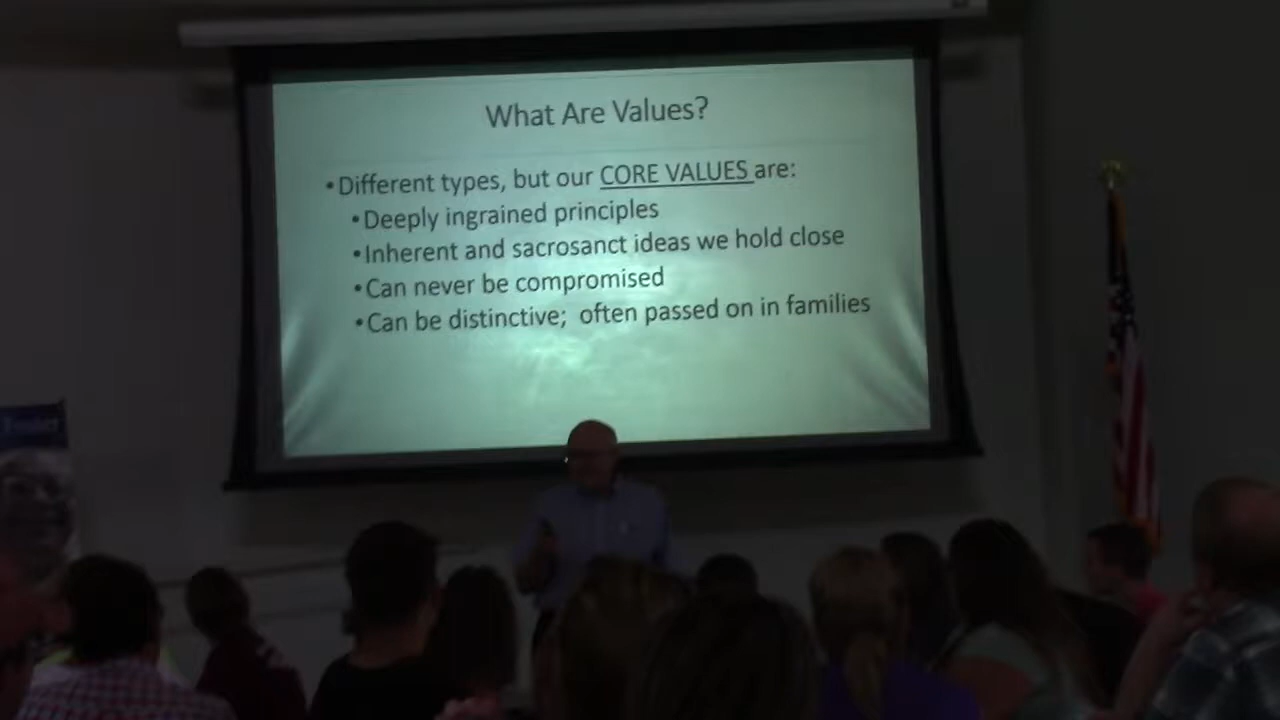 What Are Values?
•Different types, but our CORE VALUES are:
•Deeply ingrained principles
•Inherent and sacrosanct ideas we hold close
•Can never be compromised
•Can be distinctive; often passed on in families